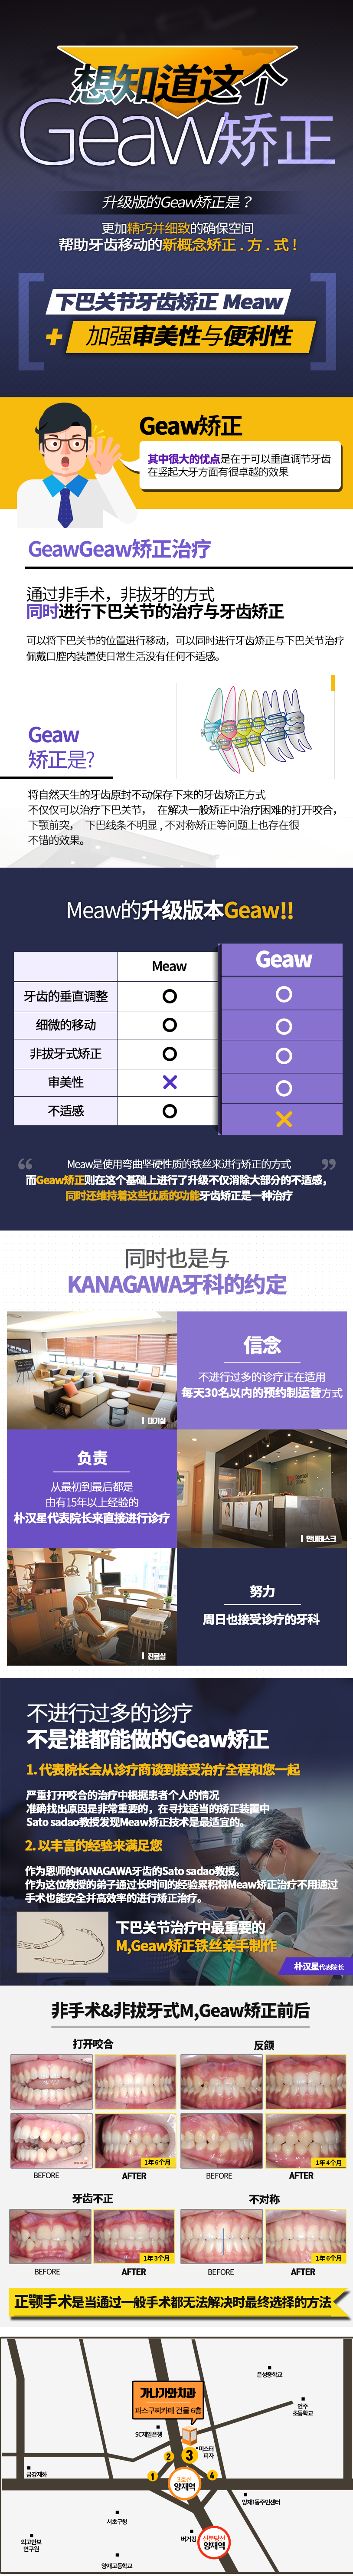 想知道这个
Geaw矫正
升级版的Geaw矫正是？
更加精巧并细致的确保空间
帮助牙齿移动的新概念矫正 . 方 . 式 !
下巴关节牙齿矫正 Meaw
+ 加强审美性与便利性
Geaw矫正
其中很大的优点是在于可以垂直调节牙齿
在竖起大牙方面有很卓越的效果
GeawGeaw矫正治疗
通过非手术，非拔牙的方式
同时进行下巴关节的治疗与牙齿矫正
可以将下巴关节的位置进行移动，可以同时进行牙齿矫正与下巴关节治疗
佩戴口腔内装置使日常生活没有任何不适感。
Geaw
矫正是?
将自然天生的牙齿原封不动保存下来的牙齿矫正方式
不仅仅可以治疗下巴关节， 在解决一般矫正中治疗困难的打开咬合，
下颚前突， 下巴线条不明显 , 不对称矫正等问题上也存在很
不错的效果。
Meaw的升级版本Geaw!!
Meaw
Geaw
牙齿的垂直调整
细微的移动
非拔牙式矫正
审美性
不适感
Meaw是使用弯曲坚硬性质的铁丝来进行矫正的方式
而Geaw矫正则在这个基础上进行了升级不仅消除大部分的不适感，
同时还维持着这些优质的功能牙齿矫正是一种治疗
同时也是与
KANAGAWA牙科的约定
대기실
信念
不进行过多的诊疗正在适用
每天30名以内的预约制运营方式
负责
从最初到最后都是
由有15年以上经验的
朴汉星代表院长来直接进行诊疗
안내데스크
진료실
努力
周日也接受诊疗的牙科
不进行过多的诊疗
不是谁都能做的Geaw矫正
1. 代表院长会从诊疗商谈到接受治疗全程和您一起
严重打开咬合的治疗中根据患者个人的情况
准确找出原因是非常重要的，在寻找适当的矫正装置中
Sato sadao教授发现Meaw矫正技术是最适宜的。
2. 以丰富的经验来满足您
作为恩师的KANAGAWA牙齿的Sato sadao教授。
作为这位教授的弟子通过长时间的经验累积将Meaw矫正治疗不用通过
手术也能安全并高效率的进行矫正治疗。
下巴关节治疗中最重要的
M,Geaw矫正铁丝亲手制作
朴汉星代表院长
非手术&非拔牙式M,Geaw矫正前后
打开咬合
反颌
1年6个月
1年4个月
BEFORE
AFTER
BEFORE
AFTER
牙齿不正
不对称
1年3个月
1年6个月
BEFORE
AFTER
BEFORE
AFTER
正颚手术是当通过一般手术都无法解决时最终选择的方法
은성중학교
언주
초등학교
가나가와치과
파스구찌카페 건물 6층
SC제일은행
미스터
피자
금강제화
1
2
3
4
3호선
양재역
양재1동주민센터
서초구청
외교안보
연구원
버거킹
신분당선
양재역
양재고등학교